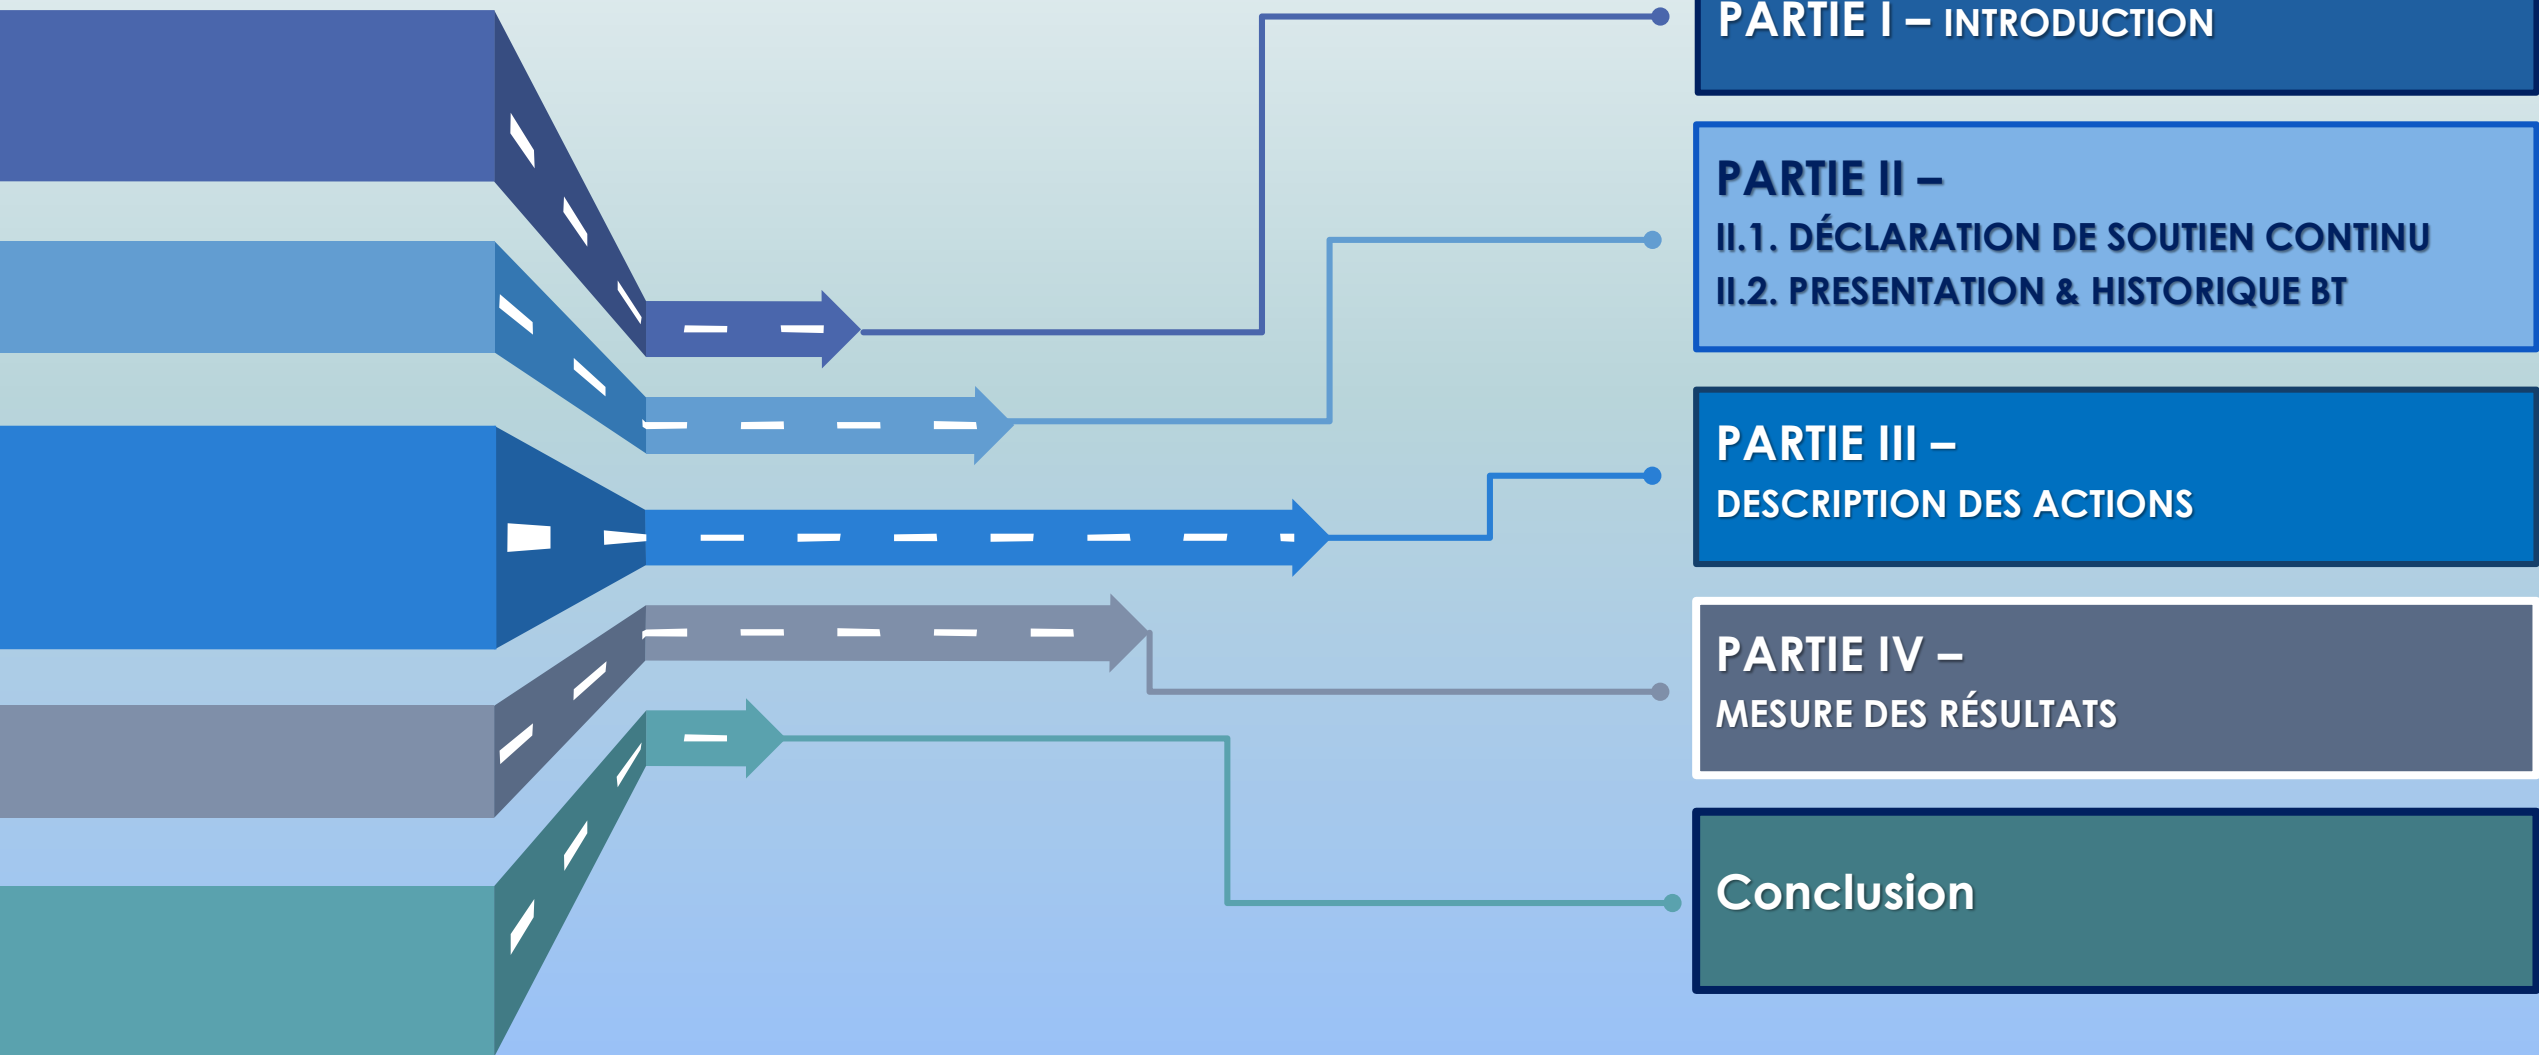 PARTIE I – INTRODUCTION
PARTIE II –
II.1. DÉCLARATION DE SOUTIEN CONTINU
II.2. PRESENTATION & HISTORIQUE BT
PARTIE III –
DESCRIPTION DES ACTIONS
PARTIE IV –
MESURE DES RÉSULTATS
Conclusion